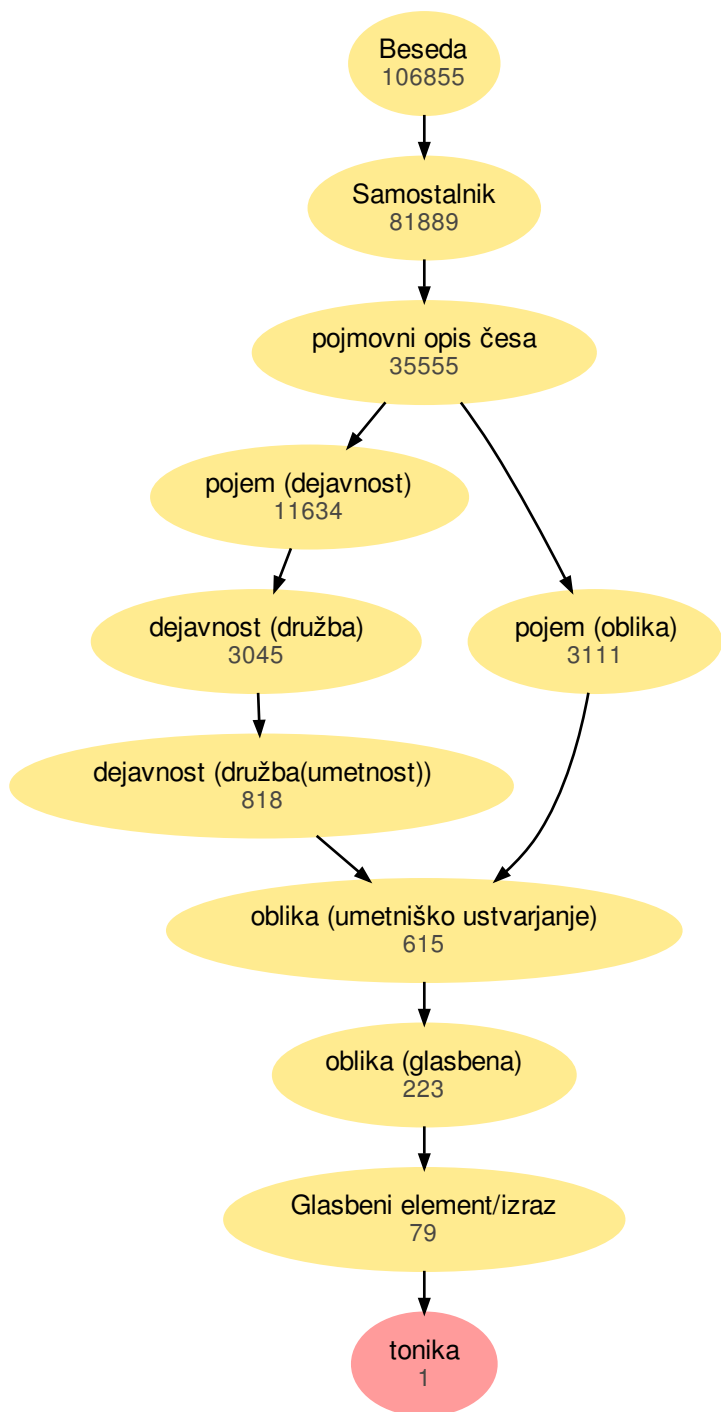 Beseda
106855
Samostalnik
81889
pojmovni opis česa
35555
pojem (dejavnost)
11634
dejavnost (družba)
3045
pojem (oblika)
3111
dejavnost (družba(umetnost))
818
oblika (umetniško ustvarjanje)
615
oblika (glasbena)
223
Glasbeni element/izraz
79
tonika
1